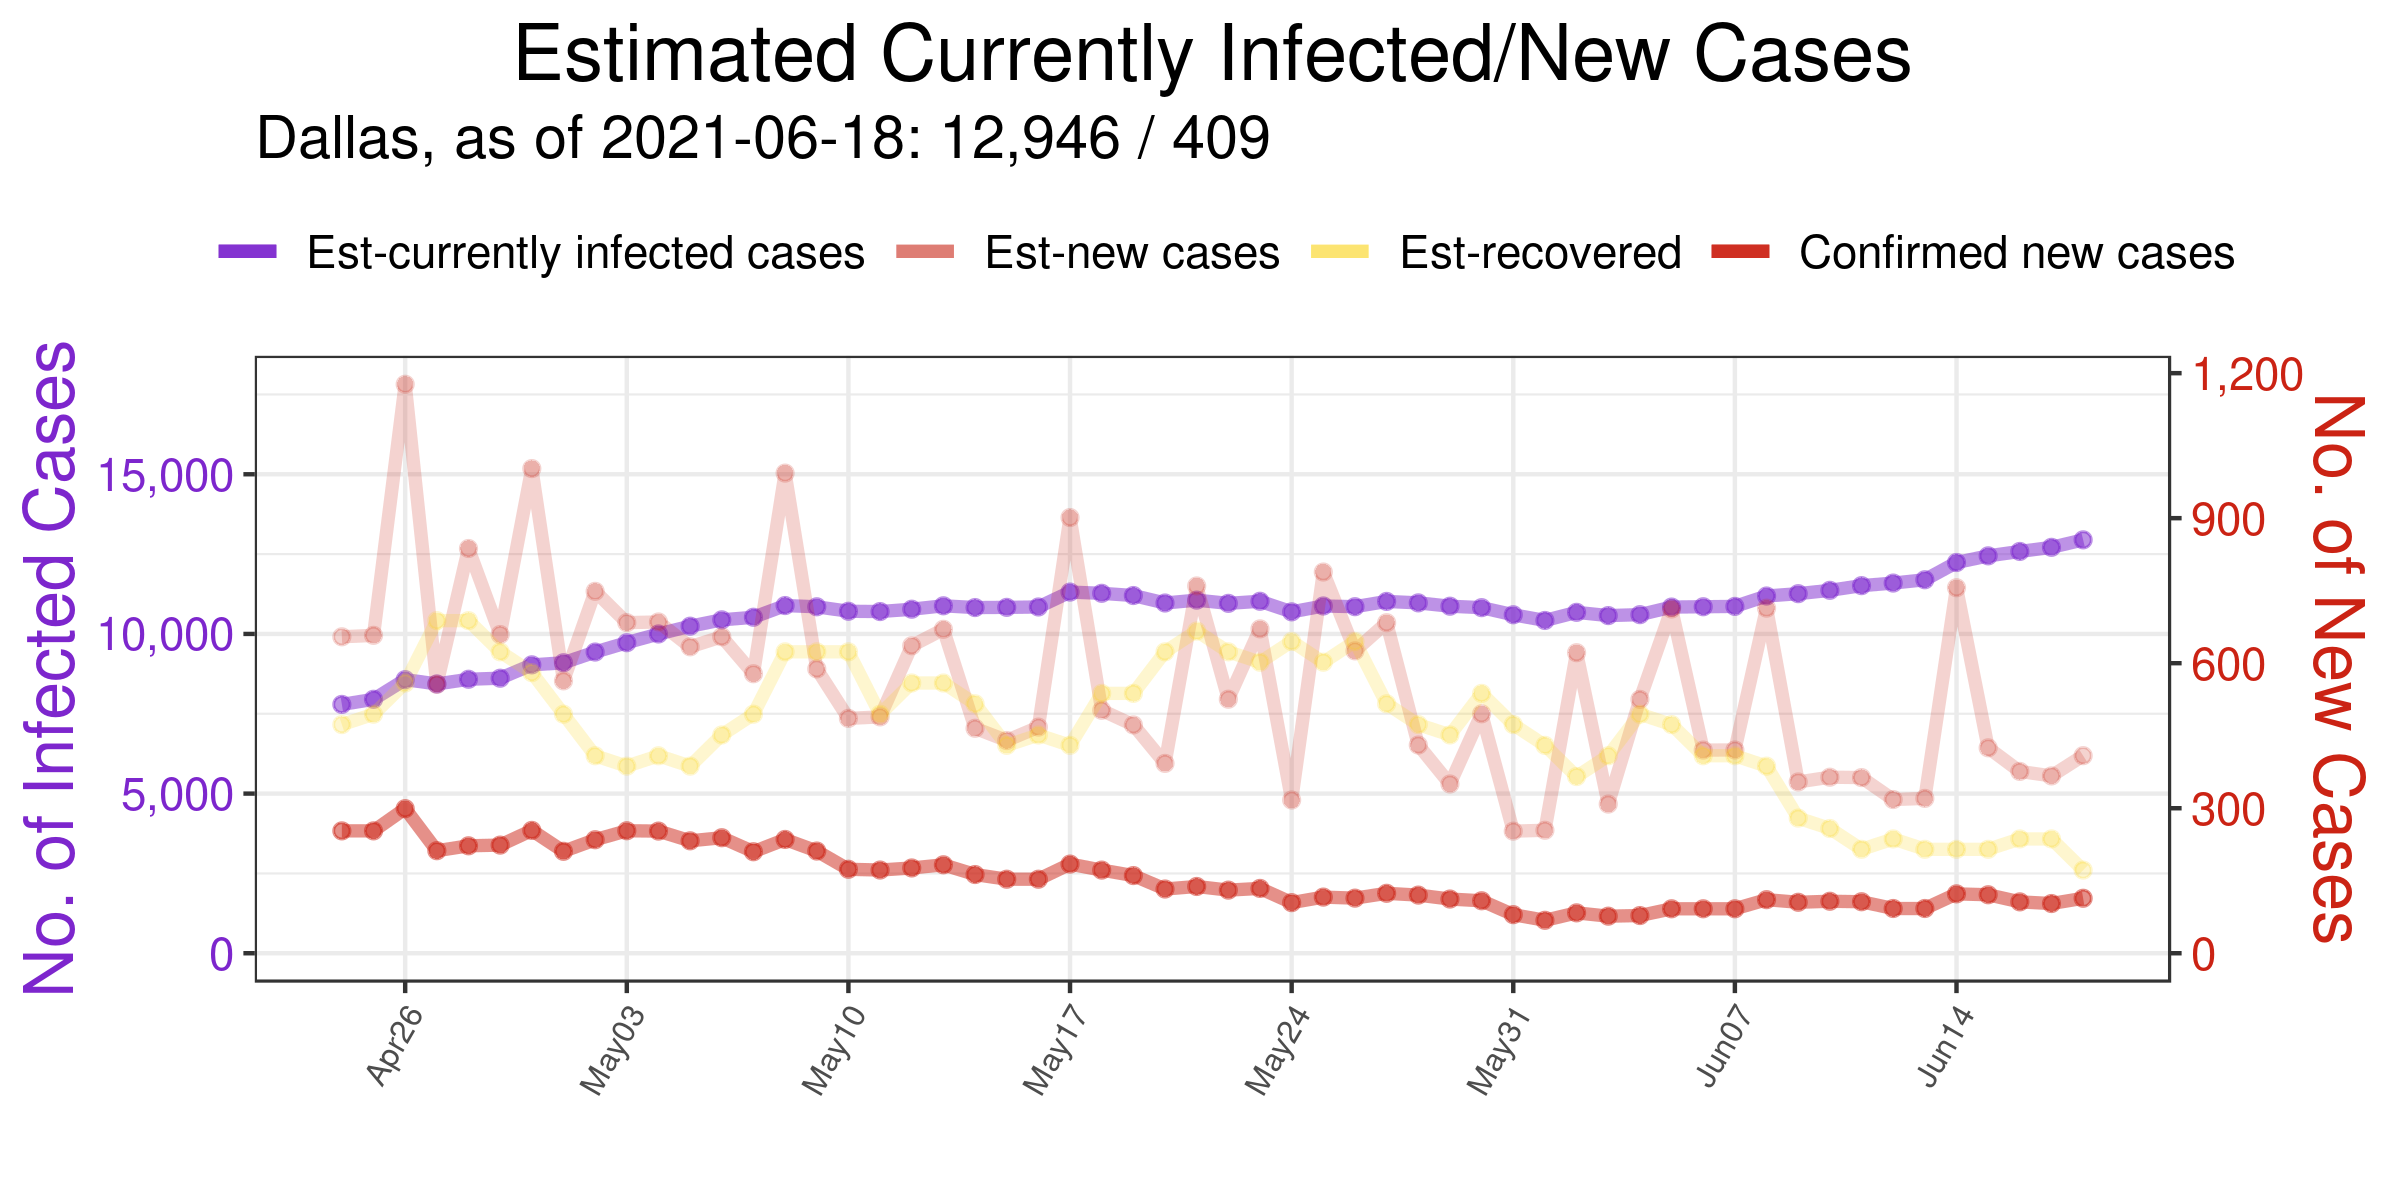 Estimated Currently Infected/New Cases
Dallas, as of 2021-06-18: 12,946 / 409
Est-currently infected cases Est-new cases Est-recovered Confirmed new cases
No. of Infected Cases
15,000
10,000
5,000
0
1,200
900
600
300
0
No. of New Cases
Apr26 May03 May10 May17 May24 May31 Jun07 Jun14